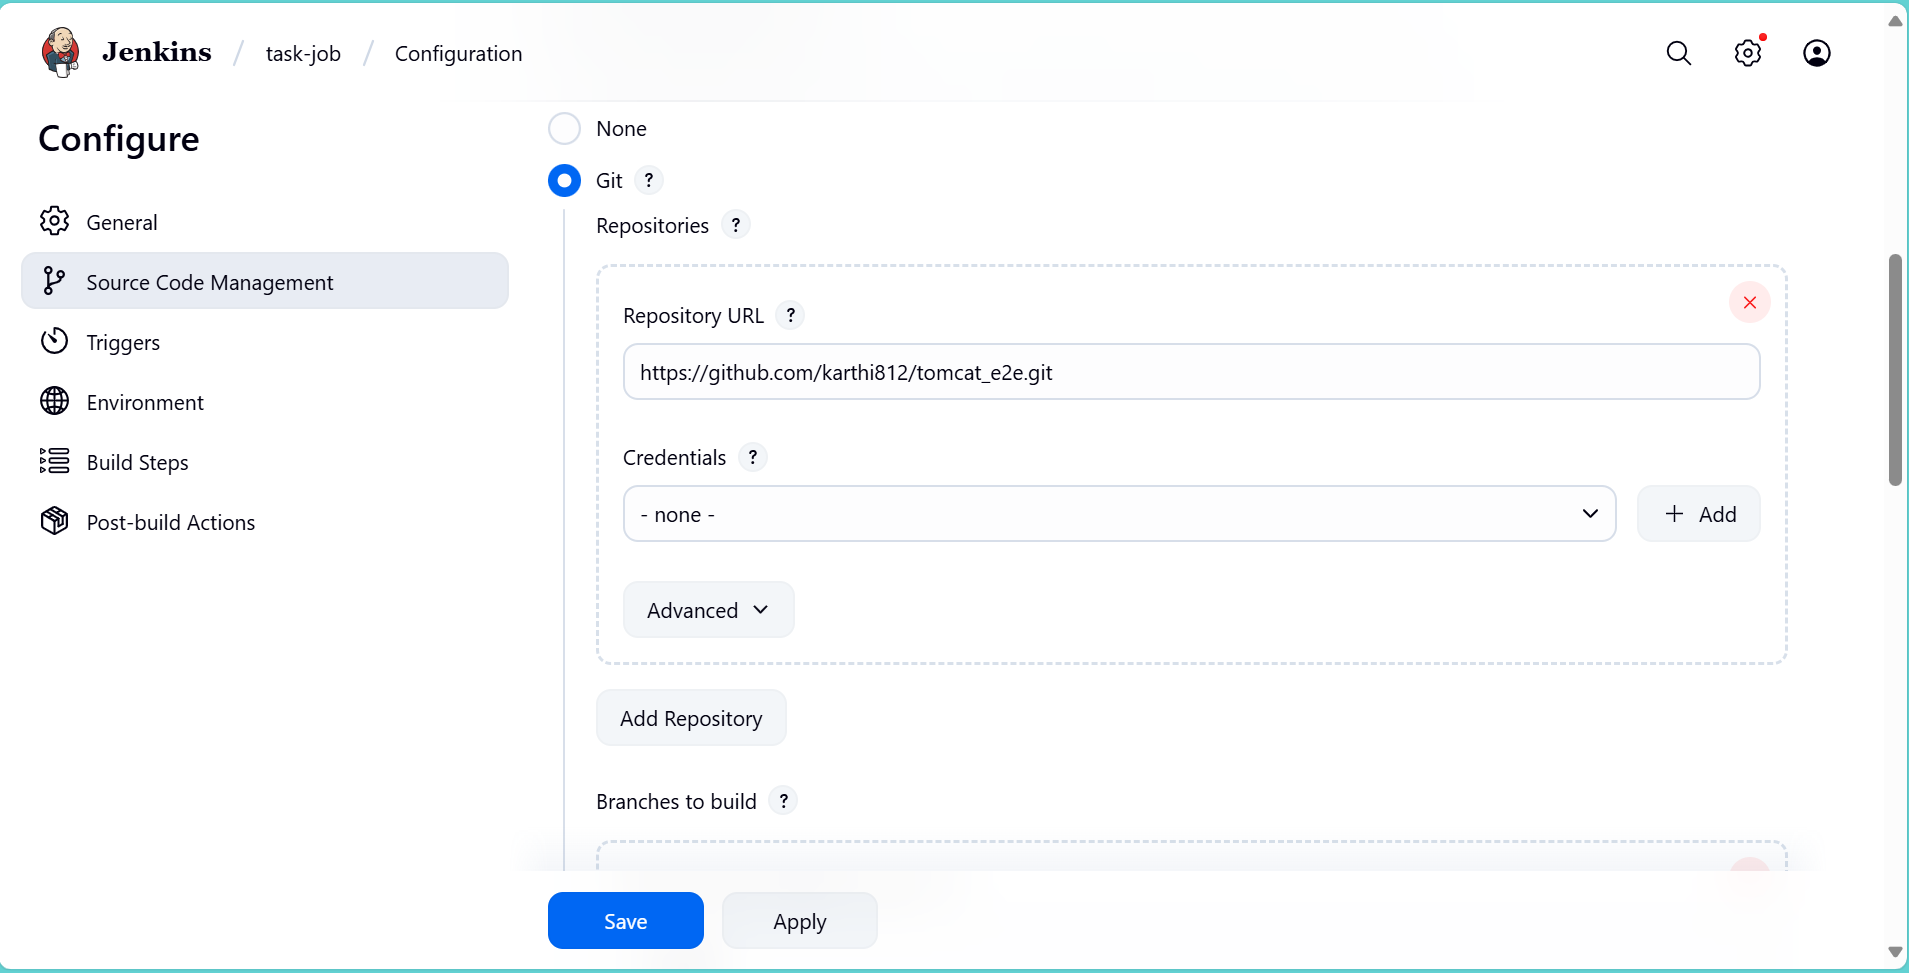 Jenkins / task-job / Configuration
Configure
General
Source Code Management
Triggers
Environment
Build Steps
Post-build Actions
None
Git ?
Repositories ?
Repository URL ?
https://github.com/karthi812/tomcat_e2e.git
Credentials ?
- none -
+ Add
Advanced
Add Repository
Branches to build ?
Save
Apply